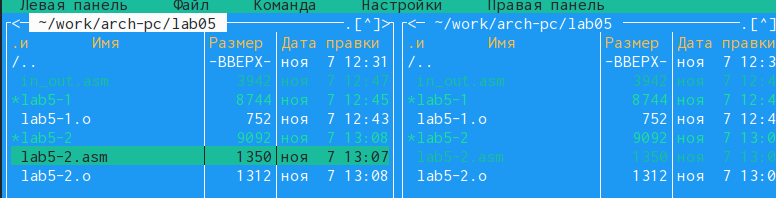 Левая панель Файл Команда Настройки Правая панель
<─ ~/work/arch-pc/lab05 .[^]>
.и Имя Размер Дата правки
/.. -ВВЕРХ- ноя 7 12:31
in_out.asm 3942 ноя 7 12:47
*lab5-1 8744 ноя 7 12:45
lab5-1.o 752 ноя 7 12:43
*lab5-2 9092 ноя 7 13:08
lab5-2.asm 1350 ноя 7 13:07
lab5-2.o 1312 ноя 7 13:08
<─ ~/work/arch-pc/lab05 .[^]
.и Имя Размер Дата правки
/.. -ВВЕРХ- ноя 7 12:3
in_out.asm 3942 ноя 7 12:4
*lab5-1 8744 ноя 7 12:4
lab5-1.o 752 ноя 7 12:4
*lab5-2 9092 ноя 7 13:0
lab5-2.asm 1350 ноя 7 13:0
lab5-2.o 1312 ноя 7 13:0